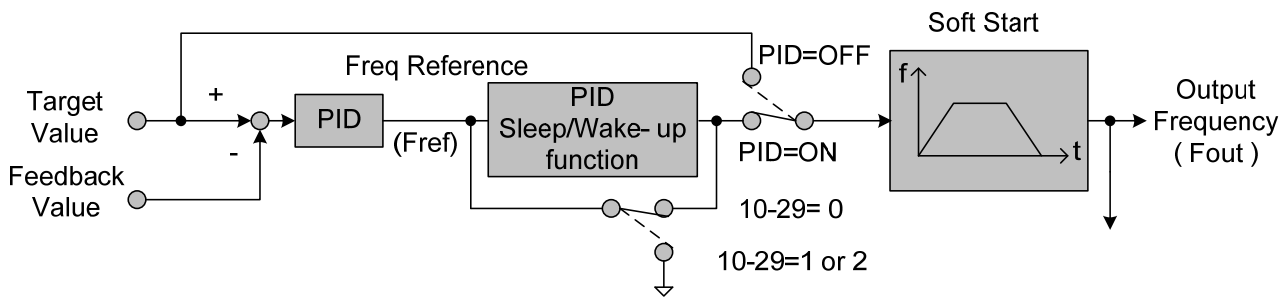 Soft Start
PID=OFF
Freq Reference
f
Target
Value
+
PID
(Fref)
PID
Sleep/Wake- up
function
PID=ON
t
Output
Frequency
( Fout )
-
Feedback
Value
10-29= 0
10-29=1 or 2